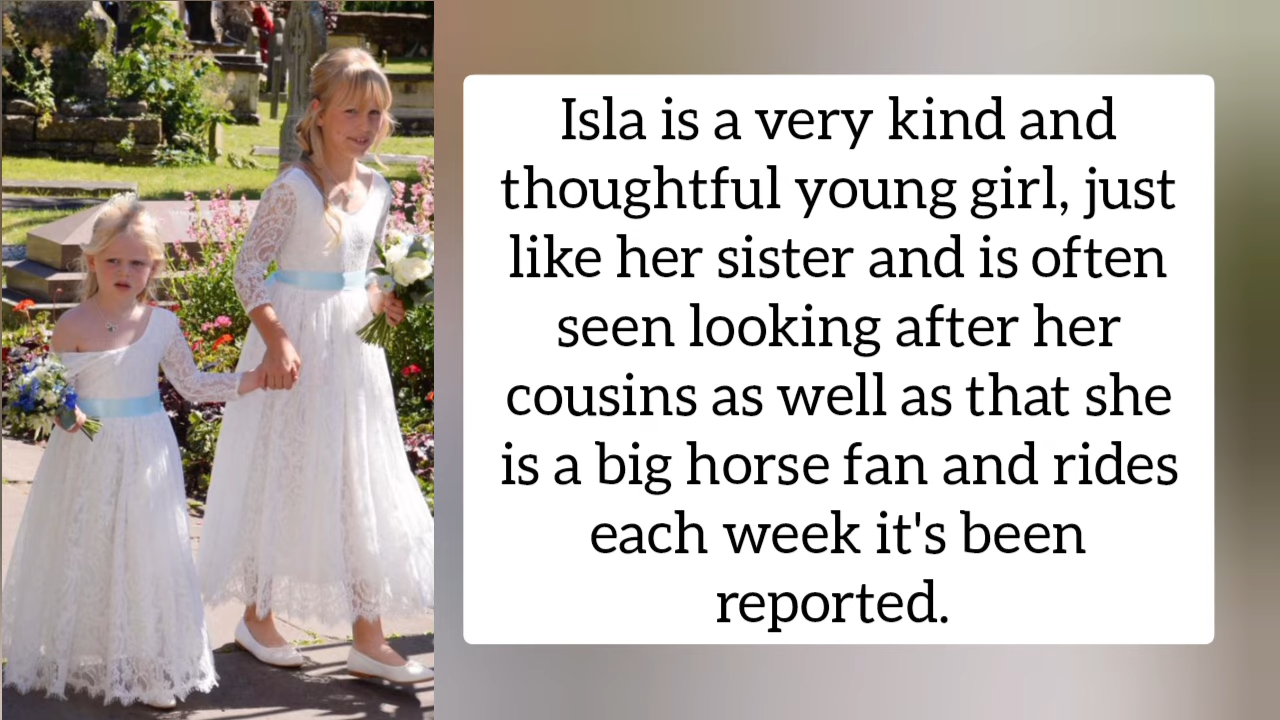 Isla is a very kind and
thoughtful young girl, just
like her sister and is often
seen looking after her
cousins as well as that she
is a big horse fan and rides
each week it's been
reported.